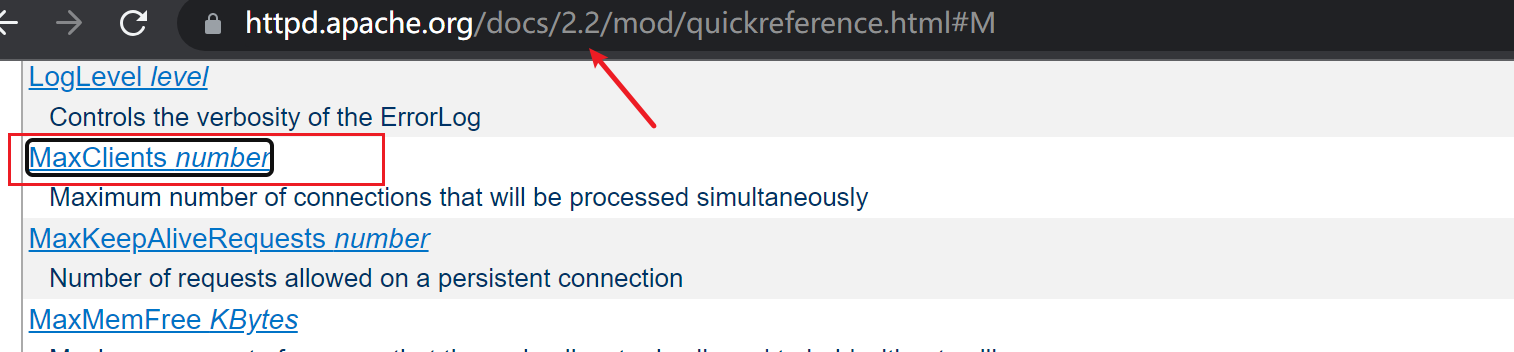 httpd.apache.org/docs/2.2/mod/quickreference.html#M
LogLevel level
Controls the verbosity of the ErrorLog
MaxClients number
Maximum number of connections that will be processed simultaneously
MaxKeepAliveRequests number
Number of requests allowed on a persistent connection
MaxMemFree KBytes